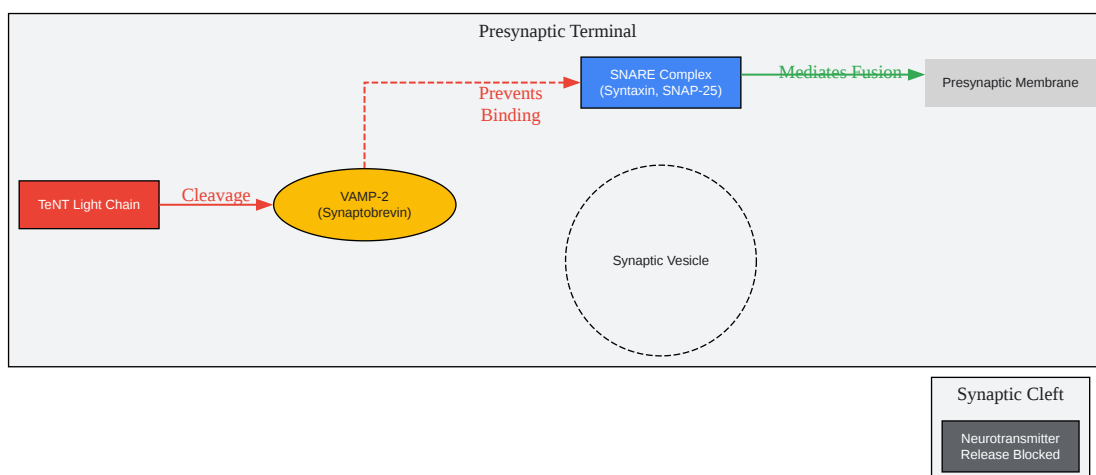 Presynaptic Terminal
SNARE Complex
(Syntaxin, SNAP-25)
Mediates Fusion
Presynaptic Membrane
Prevents
Binding
TeNT Light Chain
Cleavage
VAMP-2
(Synaptobrevin)
Synaptic Vesicle
Synaptic Cleft
Neurotransmitter
Release Blocked